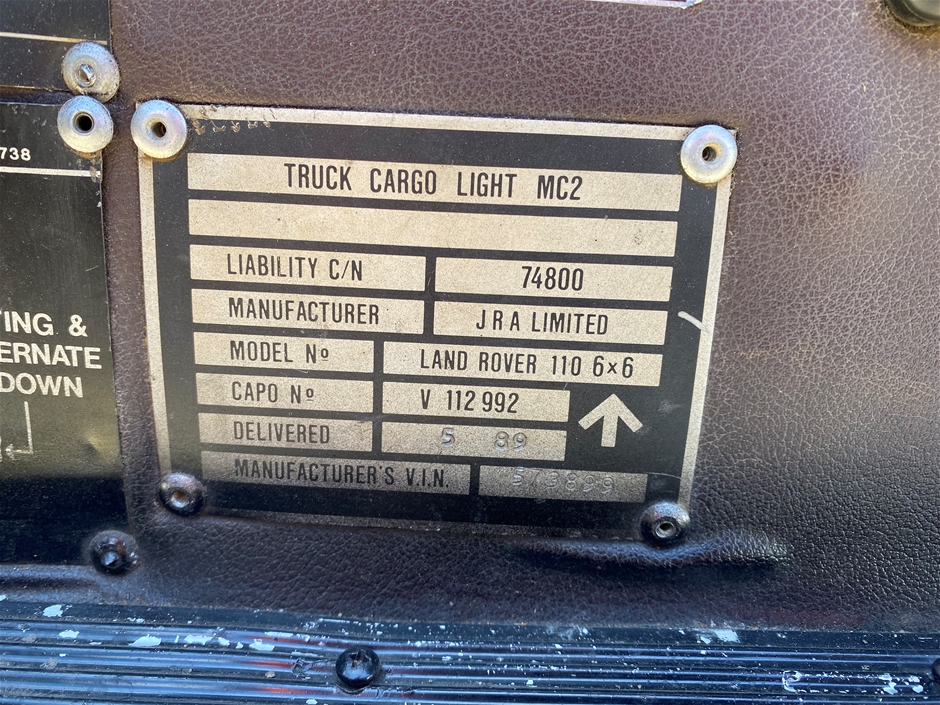 738
TING &
ERNATE
DOWN
TRUCK CARGO LIGHT MC2
LIABILITY C/N 74800
MANUFACTURER J R A LIMITED
MODEL Nº LAND ROVER 110 6×6
CAPO Nº V 112 992
DELIVERED 5 89
MANUFACTURER'S V.I.N.